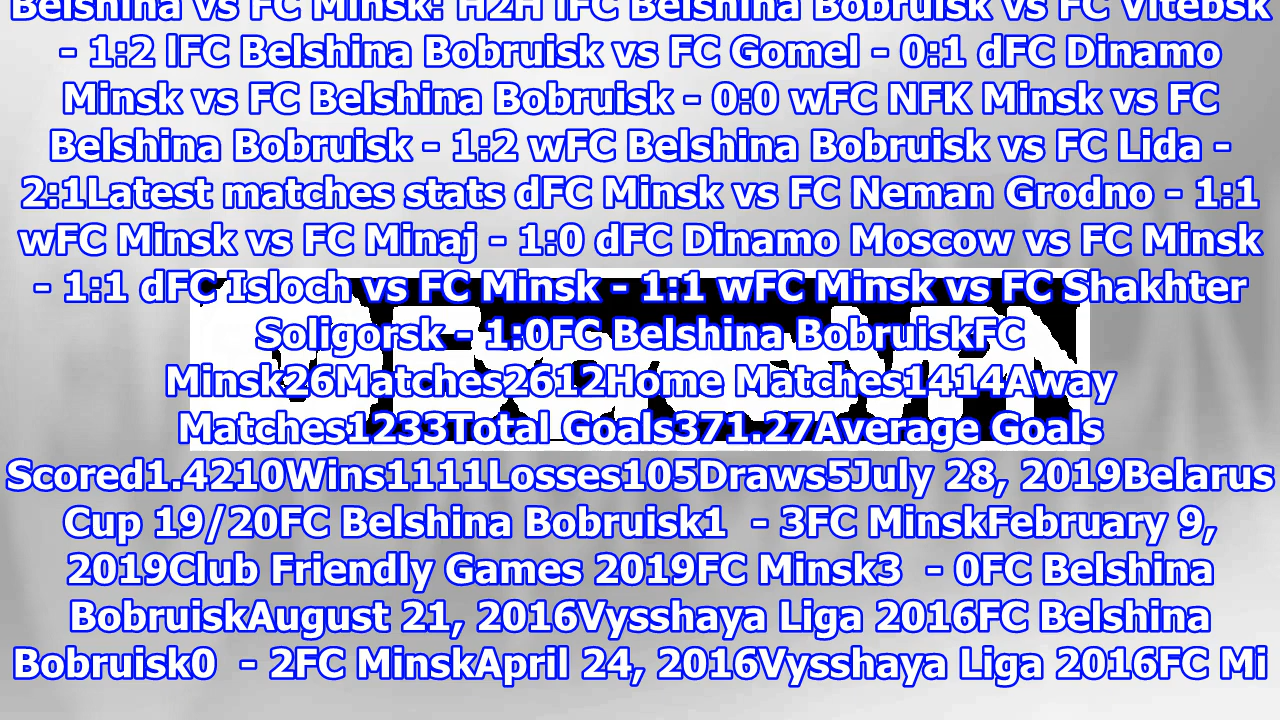 Belshina vs FC Minsk: H2H lFC Belshina Bobruisk vs FC Vitebsk
- 1:2 lFC Belshina Bobruisk vs FC Gomel - 0:1 dFC Dinamo
Minsk vs FC Belshina Bobruisk - 0:0 wFC NFK Minsk vs FC
Belshina Bobruisk - 1:2 wFC Belshina Bobruisk vs FC Lida -
2:1Latest matches stats dFC Minsk vs FC Neman Grodno - 1:1
wFC Minsk vs FC Minaj - 1:0 dFC Dinamo Moscow vs FC Minsk
- 1:1 dFC Isloch vs FC Minsk - 1:1 wFC Minsk vs FC Shakhter
Soligorsk - 1:0FC Belshina BobruiskFC
Minsk26Matches2612Home Matches1414Away
Matches1233Total Goals371.27Average Goals
Scored1.4210Wins1111Losses105Draws5July 28, 2019Belarus
Cup 19/20FC Belshina Bobruisk1  - 3FC MinskFebruary 9,
2019Club Friendly Games 2019FC Minsk3  - 0FC Belshina
BobruiskAugust 21, 2016Vysshaya Liga 2016FC Belshina
Bobruisk0  - 2FC MinskApril 24, 2016Vysshaya Liga 2016FC Mi